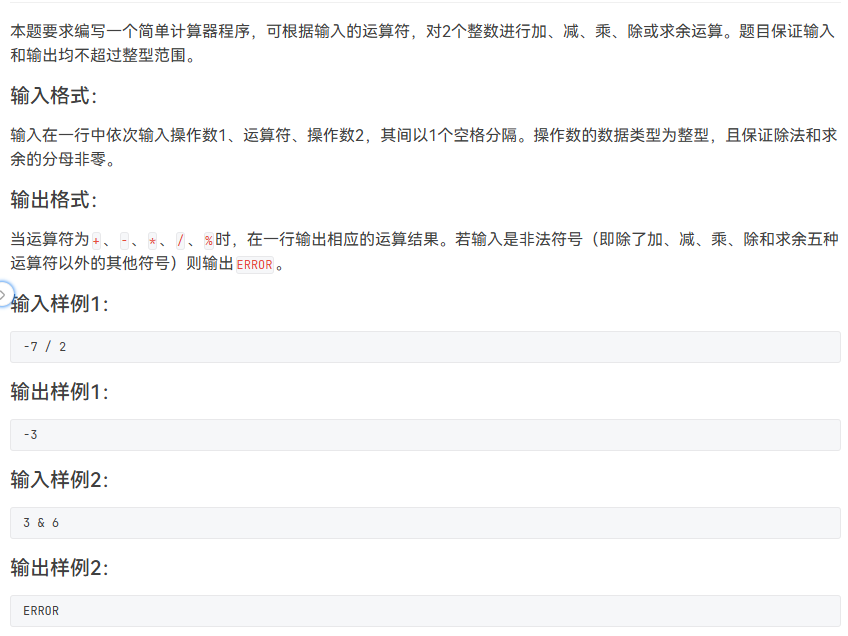 本题要求编写一个简单计算器程序，可根据输入的运算符，对2个整数进行加、减、乘、除或求余运算。题目保证输入
和输出均不超过整型范围。
输入格式：
输入在一行中依次输入操作数1、运算符、操作数2，其间以1个空格分隔。操作数的数据类型为整型，且保证除法和求
余的分母非零。
输出格式：
当运算符为+、-、*、/、%时，在一行输出相应的运算结果。若输入是非法符号（即除了加、减、乘、除和求余五种
运算符以外的其他符号）则输出ERROR。
输入样例1：
-7 / 2
输出样例1：
-3
输入样例2：
3 & 6
输出样例2：
ERROR